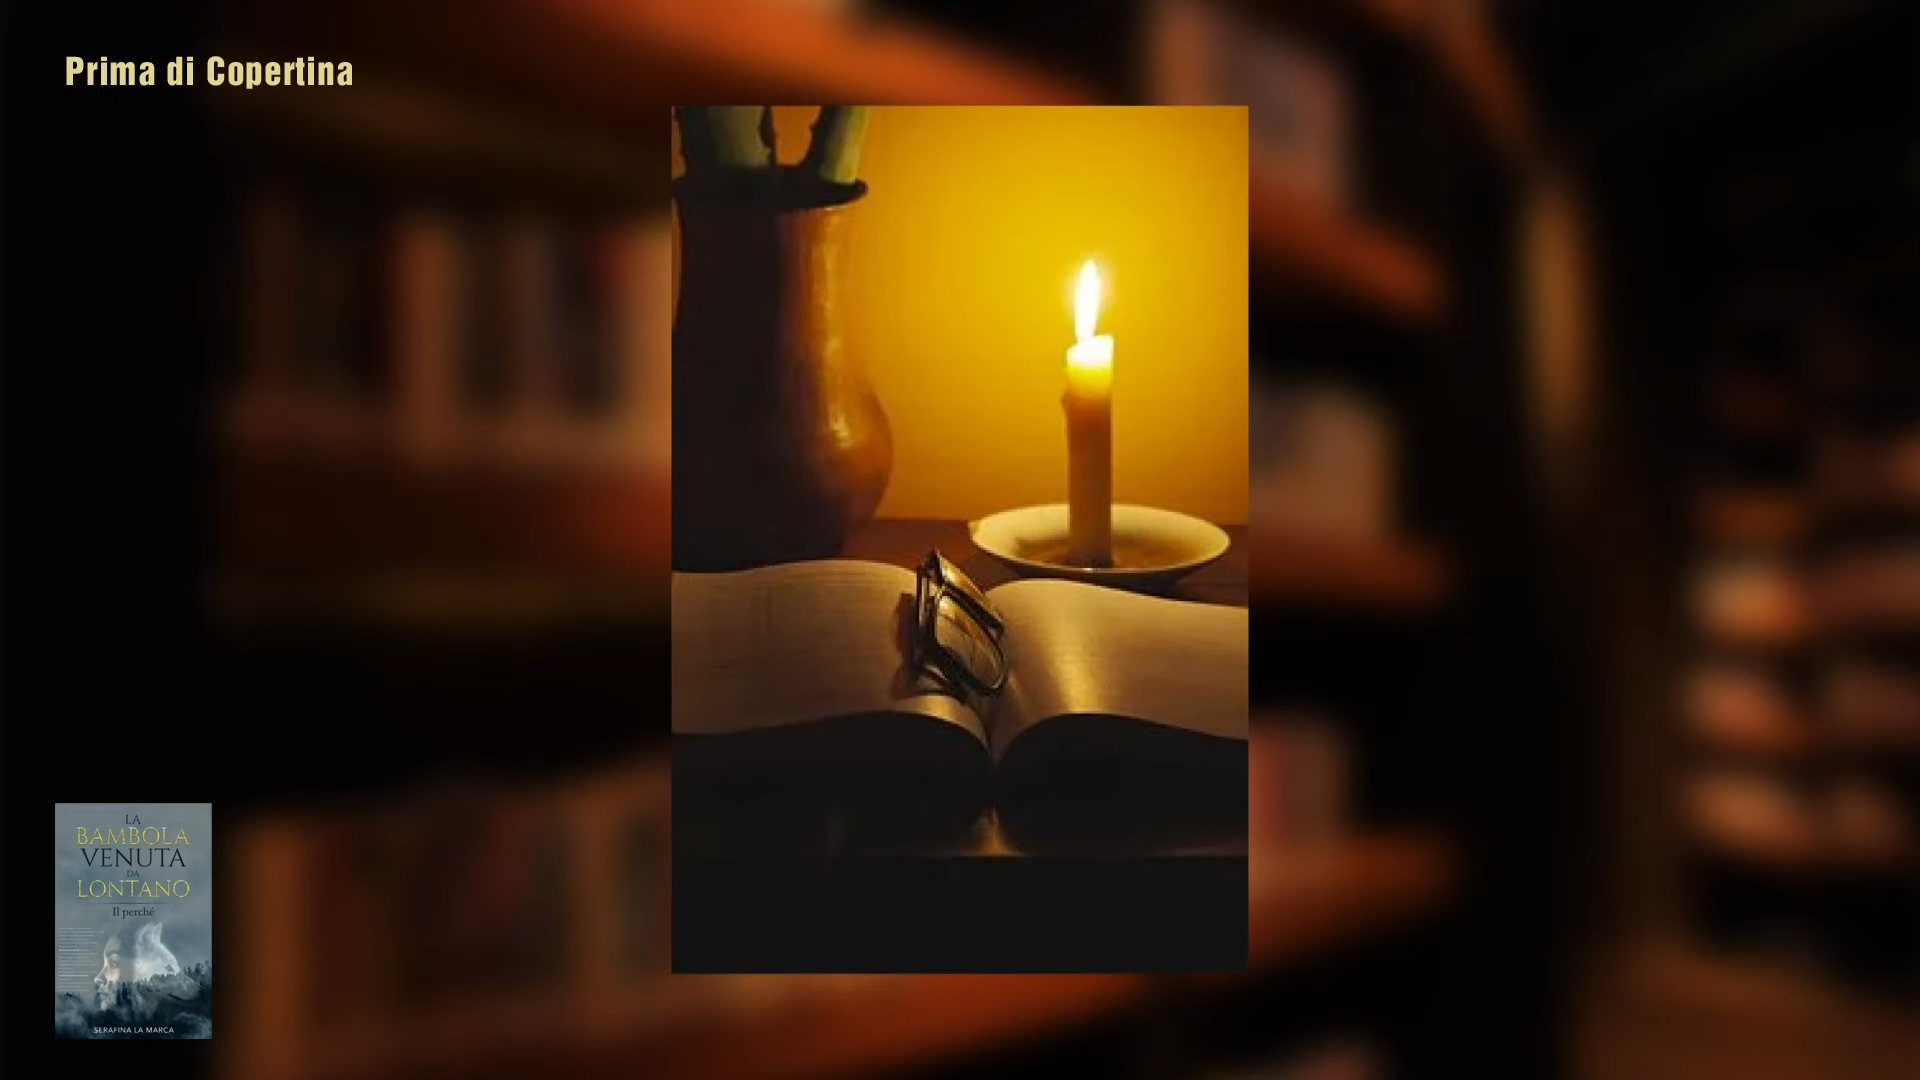 Prima di Copertina
LA
BAMBOLA
VENUTA
DA
LONTANO
Il perché
SERAFINA LA MARCA